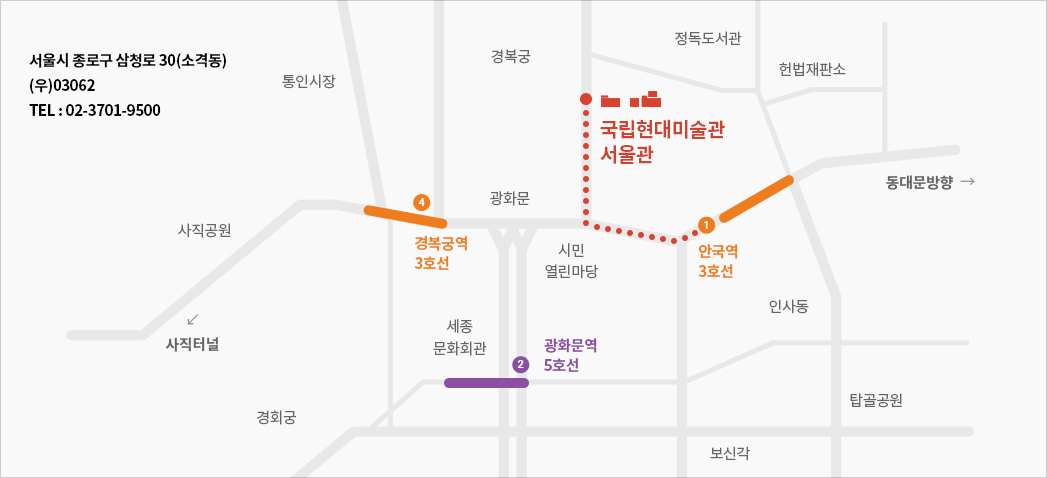 서울시 종로구 삼청로 30(소격동)
(우)03062
TEL : 02-3701-9500
통인시장
경복궁
정독도서관
헌법재판소
국립현대미술관
서울관
동대문방향 →
광화문
4
경복궁역
3호선
사직공원
시민
열린마당
1
안국역
3호선
인사동
↙
사직터널
세종
문화회관
2
광화문역
5호선
경희궁
탑골공원
보신각